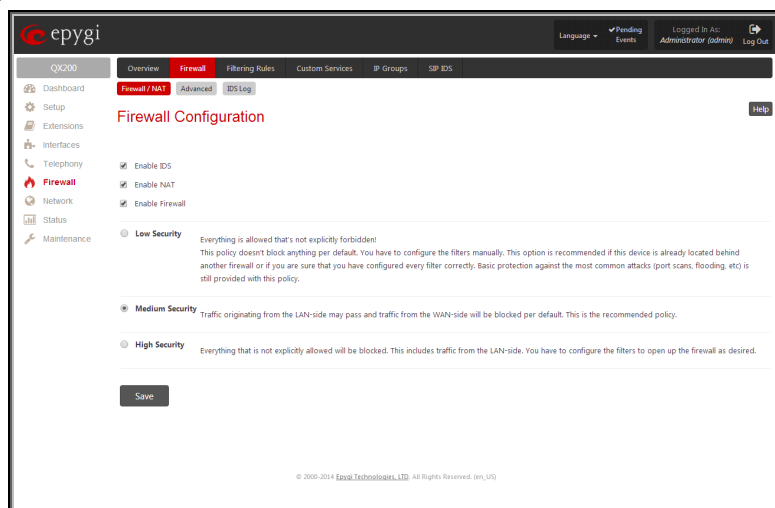 epygi
Language
Pending Events
Logged In As:
Administrator (admin)
Log Out
QX200
Overview Firewall Filtering Rules Custom Services IP Groups SIP IDS
Dashboard
Setup
Extensions
Interfaces
Telephony
Firewall
Network
Status
Maintenance
Firewall / NAT Advanced IDS Log
Firewall Configuration
Help
Enable IDS
Enable NAT
Enable Firewall
Low Security
Everything is allowed that's not explicitly forbidden!
This policy doesn't block anything per default. You have to configure the filters manually. This option is recommended if this device is already located behind
another firewall or if you are sure that you have configured every filter correctly. Basic protection against the most common attacks (port scans, flooding, etc) is
still provided with this policy.
Medium Security
Traffic originating from the LAN-side may pass and traffic from the WAN-side will be blocked per default. This is the recommended policy.
High Security
Everything that is not explicitly allowed will be blocked. This includes traffic from the LAN-side. You have to configure the filters to open up the firewall as desired.
Save
© 2000-2014 Epygi Technologies, LTD. All Rights Reserved. (en_US)